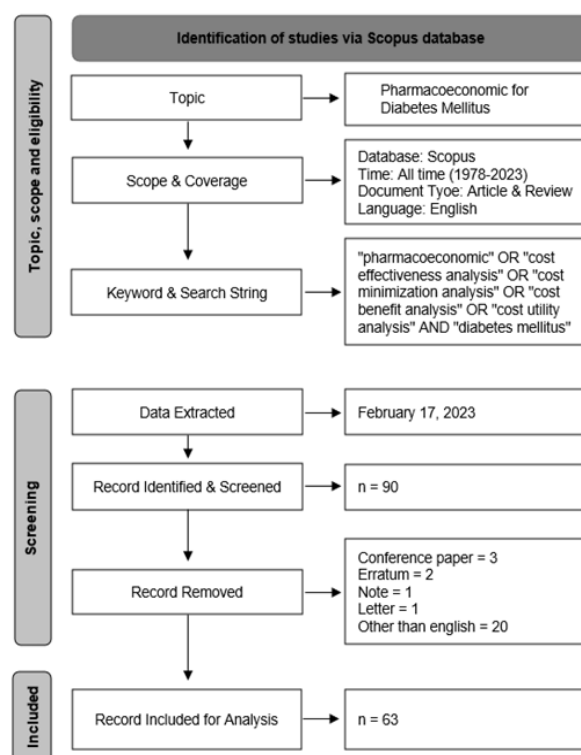 Identification of studies via Scopus database
Topic, scope and eligibility
Topic
Pharmacoeconomic for
Diabetes Mellitus
Scope & Coverage
Database: Scopus
Time: All time (1978-2023)
Document Tyoe: Article & Review
Language: English
Keyword & Search String
"pharmacoeconomic" OR "cost
effectiveness analysis" OR "cost
minimization analysis" OR "cost
benefit analysis" OR "cost utility
analysis" AND "diabetes mellitus"
Screening
Data Extracted
February 17, 2023
Record Identified & Screened
n = 90
Record Removed
Conference paper = 3
Erratum = 2
Note = 1
Letter = 1
Other than english = 20
Included
Record Included for Analysis
n = 63